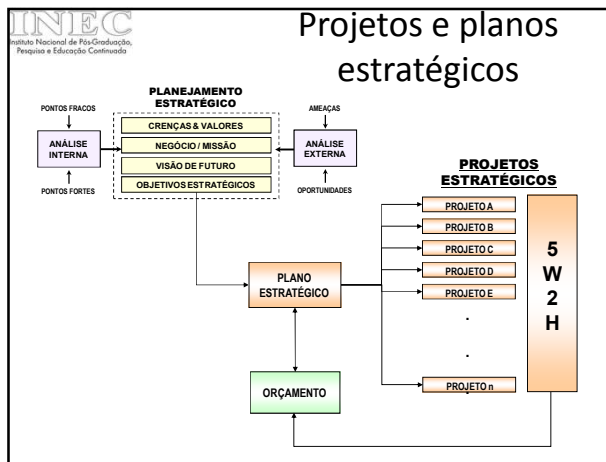 INEC
Instituto Nacional de Pós-Graduação,
Pesquisa e Educação Continuada
Projetos e planos
estratégicos
PLANEJAMENTO
ESTRATÉGICO
PONTOS FRACOS
ANÁLISE
INTERNA
PONTOS FORTES
CRENÇAS & VALORES
NEGÓCIO / MISSÃO
VISÃO DE FUTURO
OBJETIVOS ESTRATÉGICOS
AMEAÇAS
ANÁLISE
EXTERNA
OPORTUNIDADES
PROJETOS
ESTRATÉGICOS
PLANO
ESTRATÉGICO
ORÇAMENTO
PROJETO A
PROJETO B
PROJETO C
PROJETO D
PROJETO E
.
.
.
PROJETO n
5
W
2
H